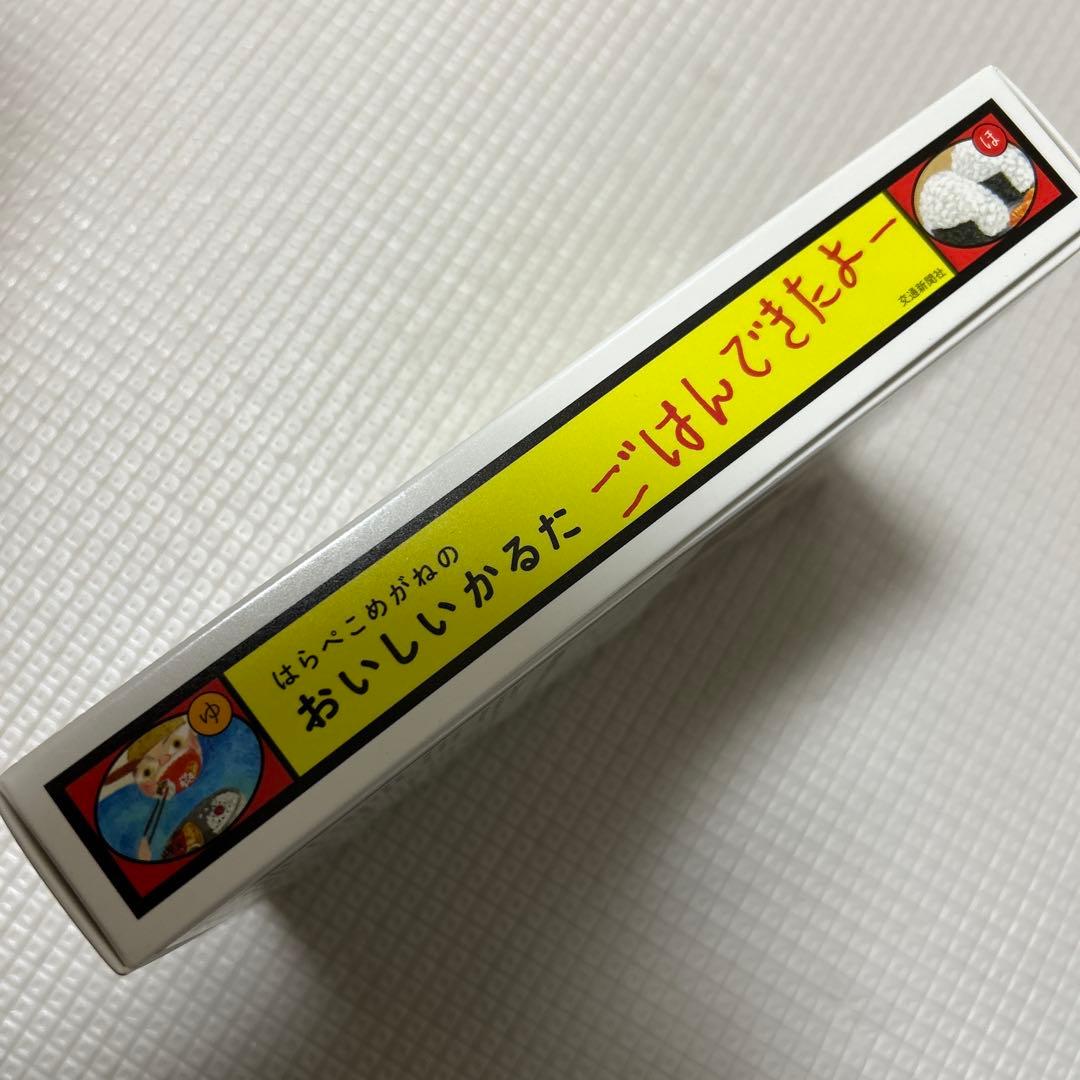 はらぺこめがねの
おいしいかるた
ごはんできたよー
交通新聞社
ゆ
ほ